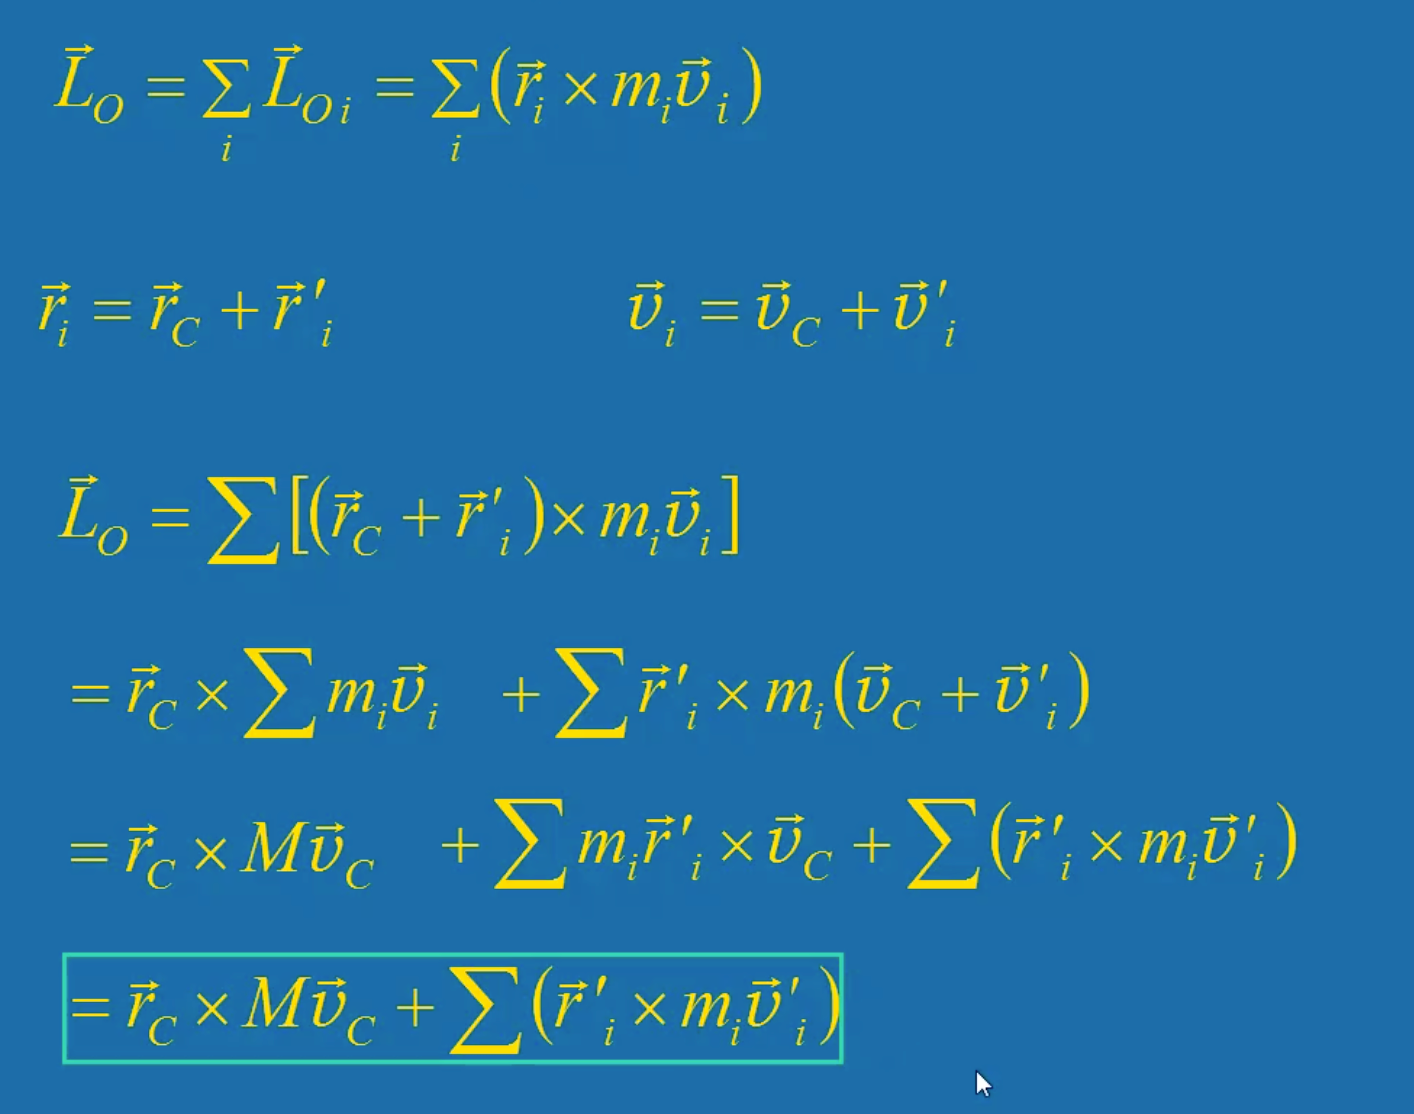 $\vec{L}_O = \sum_i \vec{L}_{Oi} = \sum_i (\vec{r}_i \times m_i \vec{v}_i)$
$\vec{r}_i = \vec{r}_C + \vec{r}\,'_i \qquad \vec{v}_i = \vec{v}_C + \vec{v}\,'_i$
$\vec{L}_O = \sum [(\vec{r}_C + \vec{r}\,'_i) \times m_i \vec{v}_i]$
$= \vec{r}_C \times \sum m_i \vec{v}_i + \sum \vec{r}\,'_i \times m_i (\vec{v}_C + \vec{v}\,'_i)$
$= \vec{r}_C \times M\vec{v}_C + \sum m_i \vec{r}\,'_i \times \vec{v}_C + \sum (\vec{r}\,'_i \times m_i \vec{v}\,'_i)$
$= \vec{r}_C \times M\vec{v}_C + \sum (\vec{r}\,'_i \times m_i \vec{v}\,'_i)$